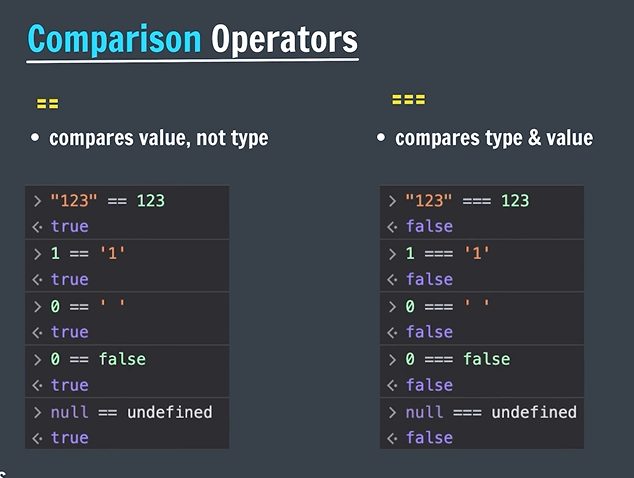 Comparison Operators
==
• compares value, not type
> "123" == 123
<· true
> 1 == '1'
<· true
> 0 == ' '
<· true
> 0 == false
<· true
> null == undefined
<· true
===
• compares type & value
> "123" === 123
<· false
> 1 === '1'
<· false
> 0 === ' '
<· false
> 0 === false
<· false
> null === undefined
<· false